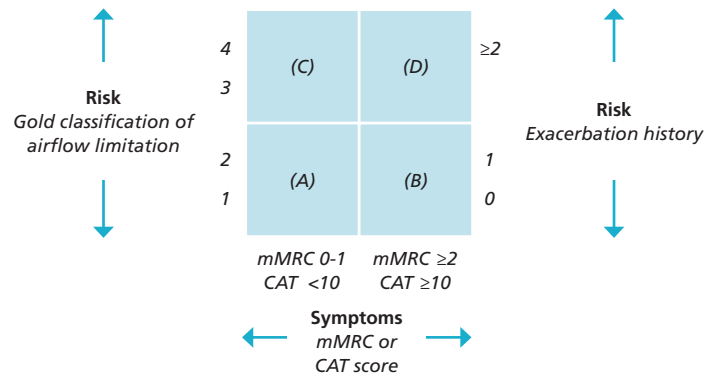 4
3
2
1
Risk
Gold classification of
airflow limitation
(C)
(D)
(A)
(B)
≥2
1
0
Risk
Exacerbation history
mMRC 0-1
CAT <10
mMRC ≥2
CAT ≥10
Symptoms
mMRC or
CAT score